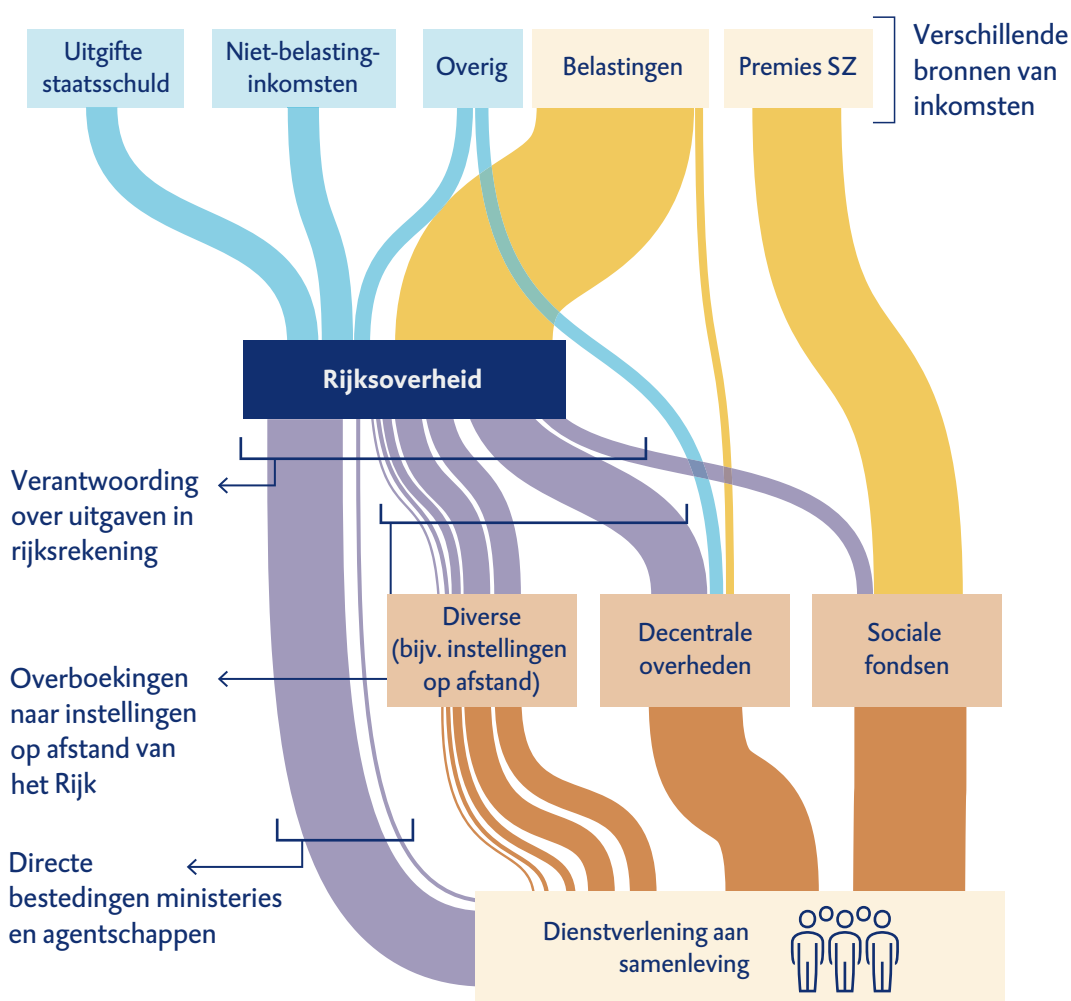 Uitgifte
staatsschuld
Niet-belasting-
inkomsten
Overig
Belastingen
Premies SZ
Verschillende
bronnen van
inkomsten
Rijksoverheid
Verantwoording
over uitgaven in
rijksrekening
Diverse
(bijv. instellingen
op afstand)
Decentrale
overheden
Sociale
fondsen
Overboekingen
naar instellingen
op afstand van
het Rijk
Directe
bestedingen ministeries
en agentschappen
Dienstverlening aan
samenleving